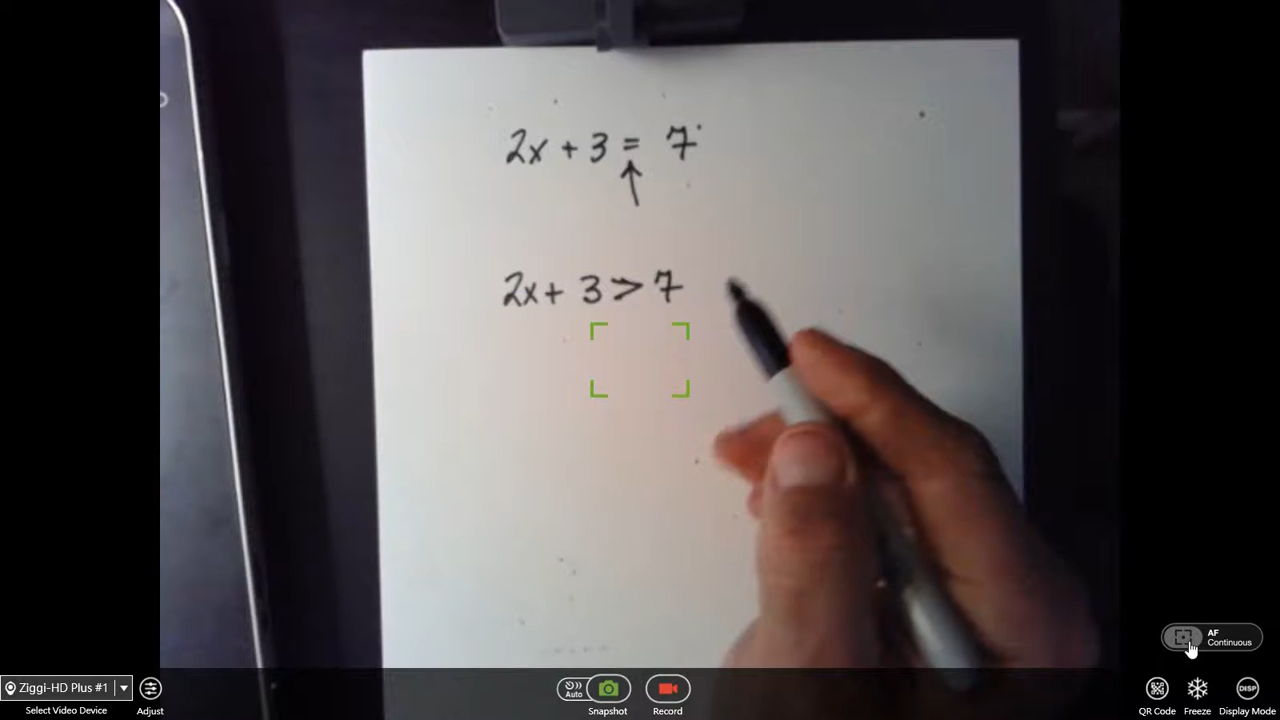 2x + 3 = 7
2x + 3 > 7
AF
Continuous
Ziggi-HD Plus #1
Select Video Device
Adjust
Auto
Snapshot
Record
QR Code
Freeze
DISP
Display Mode